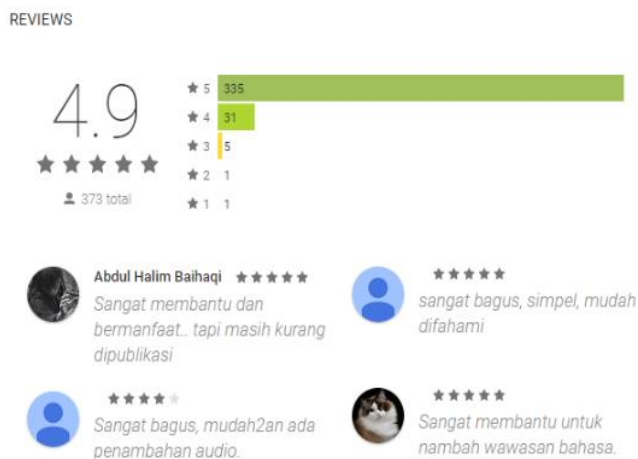 REVIEWS
4.9
373 total
5 335
4 31
3 5
2 1
1 1
Abdul Halim Baihaqi
Sangat membantu dan
bermanfaat.. tapi masih kurang
dipublikasi
sangat bagus, simpel, mudah
difahami
Sangat bagus, mudah2an ada
penambahan audio.
Sangat membantu untuk
nambah wawasan bahasa.